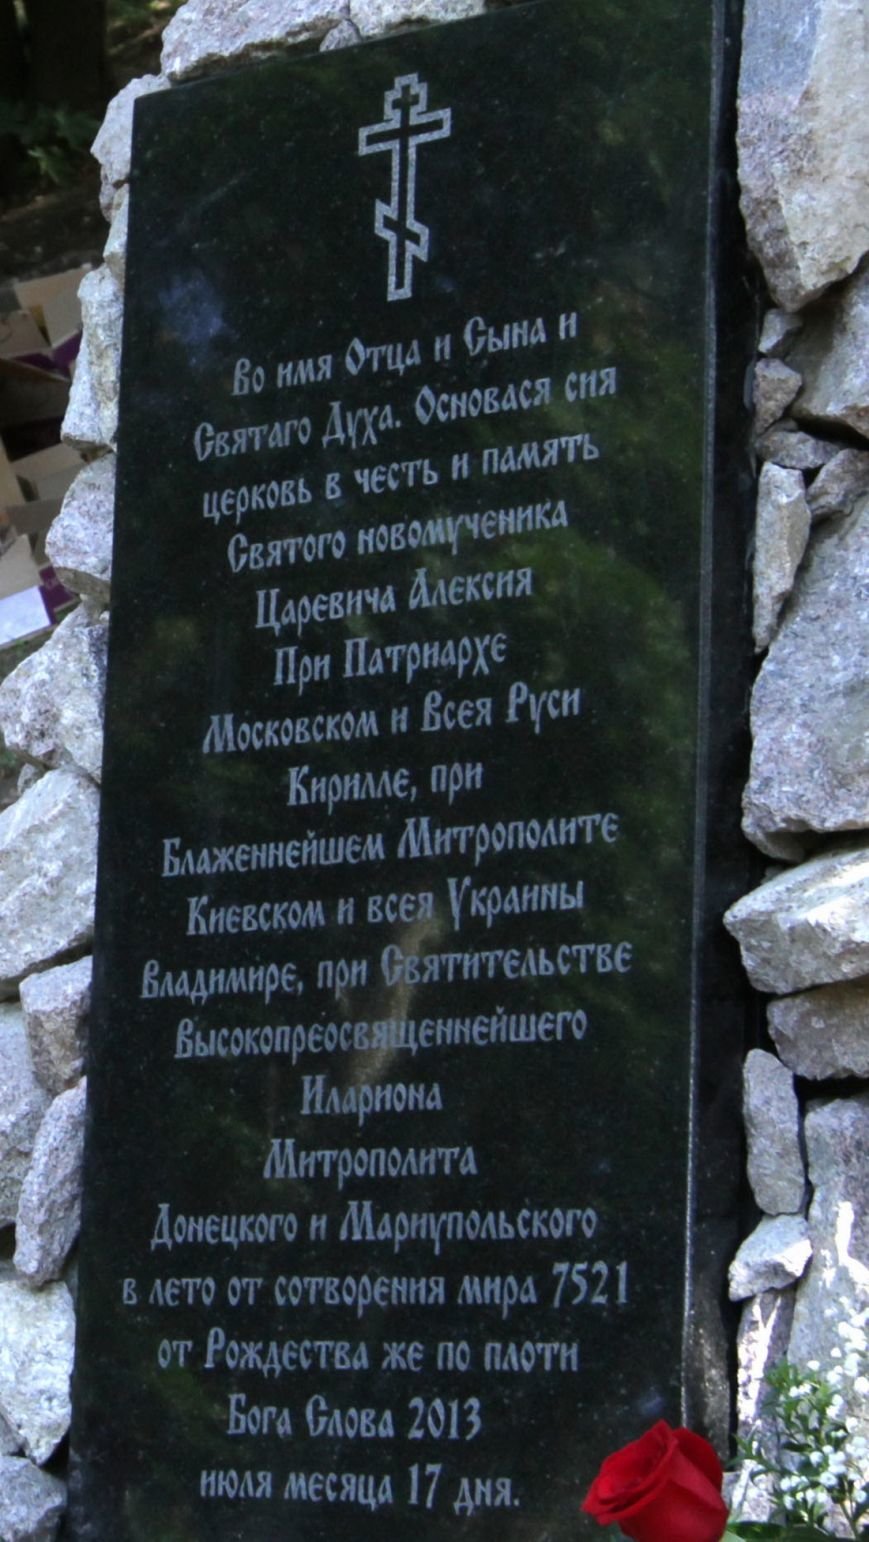 Во имя Отца и Сына и
Святаго Духа. Основася сия
церковь в честь и память
Святого новомученика
Царевича Алексия
При Патриархе
Московском и Всея Руси
Кирилле, при
Блаженнейшем Митрополите
Киевском и всея Украины
Владимире, при Святительстве
Высокопреосвященнейшего
Илариона
Митрополита
Донецкого и Мариупольского
в лето от сотворения мира 7521
от Рождества же по плоти
Бога Слова 2013
июля месяца 17 дня.